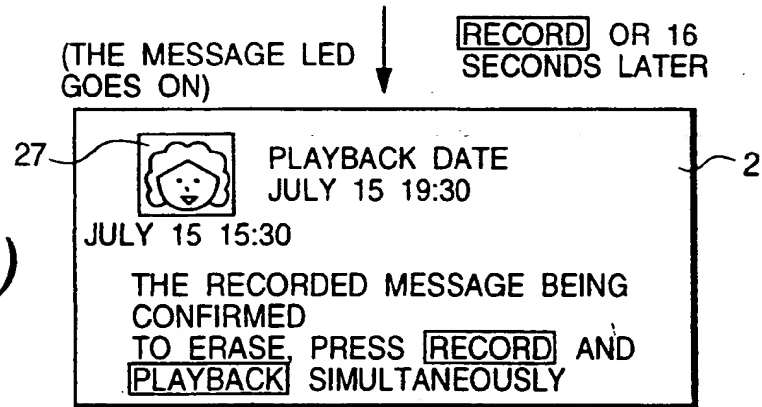 (THE MESSAGE LED
GOES ON)
RECORD OR 16
SECONDS LATER
27
2
PLAYBACK DATE
JULY 15 19:30
JULY 15 15:30
)
THE RECORDED MESSAGE BEING
CONFIRMED
TO ERASE, PRESS RECORD AND
PLAYBACK SIMULTANEOUSLY